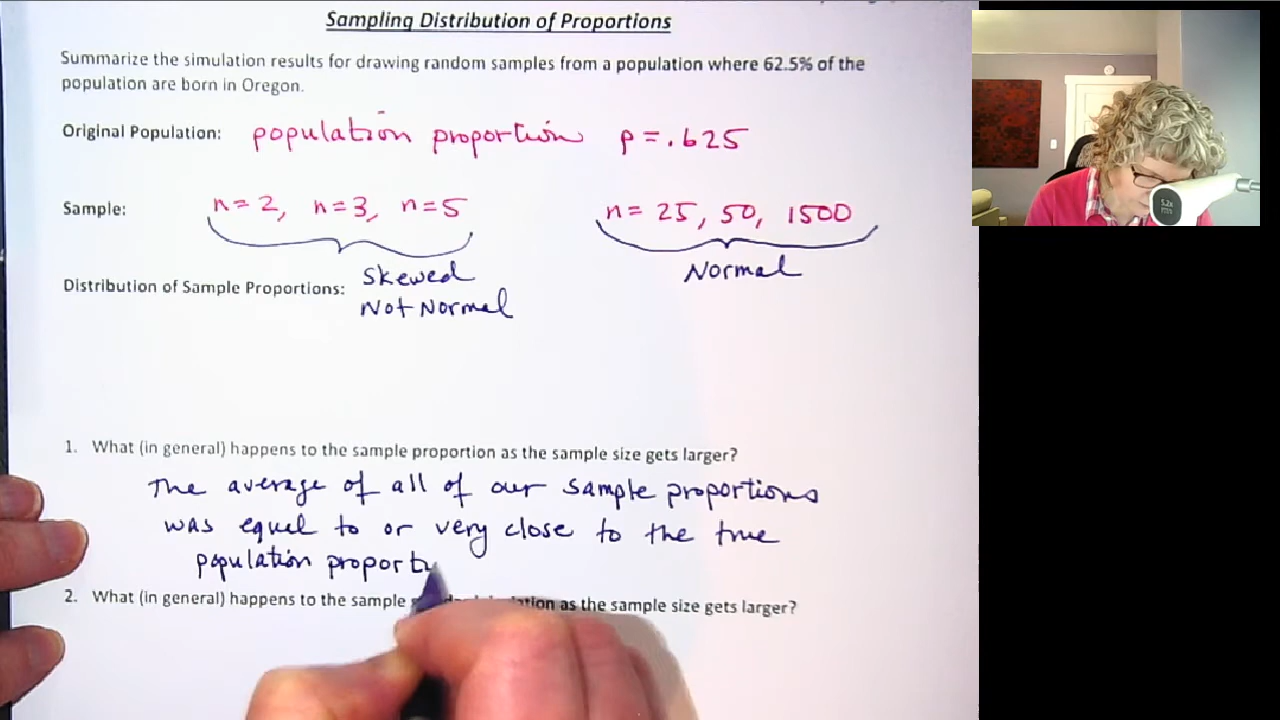 Sampling Distribution of Proportions
Summarize the simulation results for drawing random samples from a population where 62.5% of the
population are born in Oregon.
Original Population: population proportion p = .625
Sample: n = 2, n = 3, n = 5 n = 25, 50, 1500
Skewed Normal
Distribution of Sample Proportions:
Not Normal
1. What (in general) happens to the sample proportion as the sample size gets larger?
The average of all of our sample proportions
was equal to or very close to the true
population proport
2. What (in general) happens to the sample as the sample size gets larger?